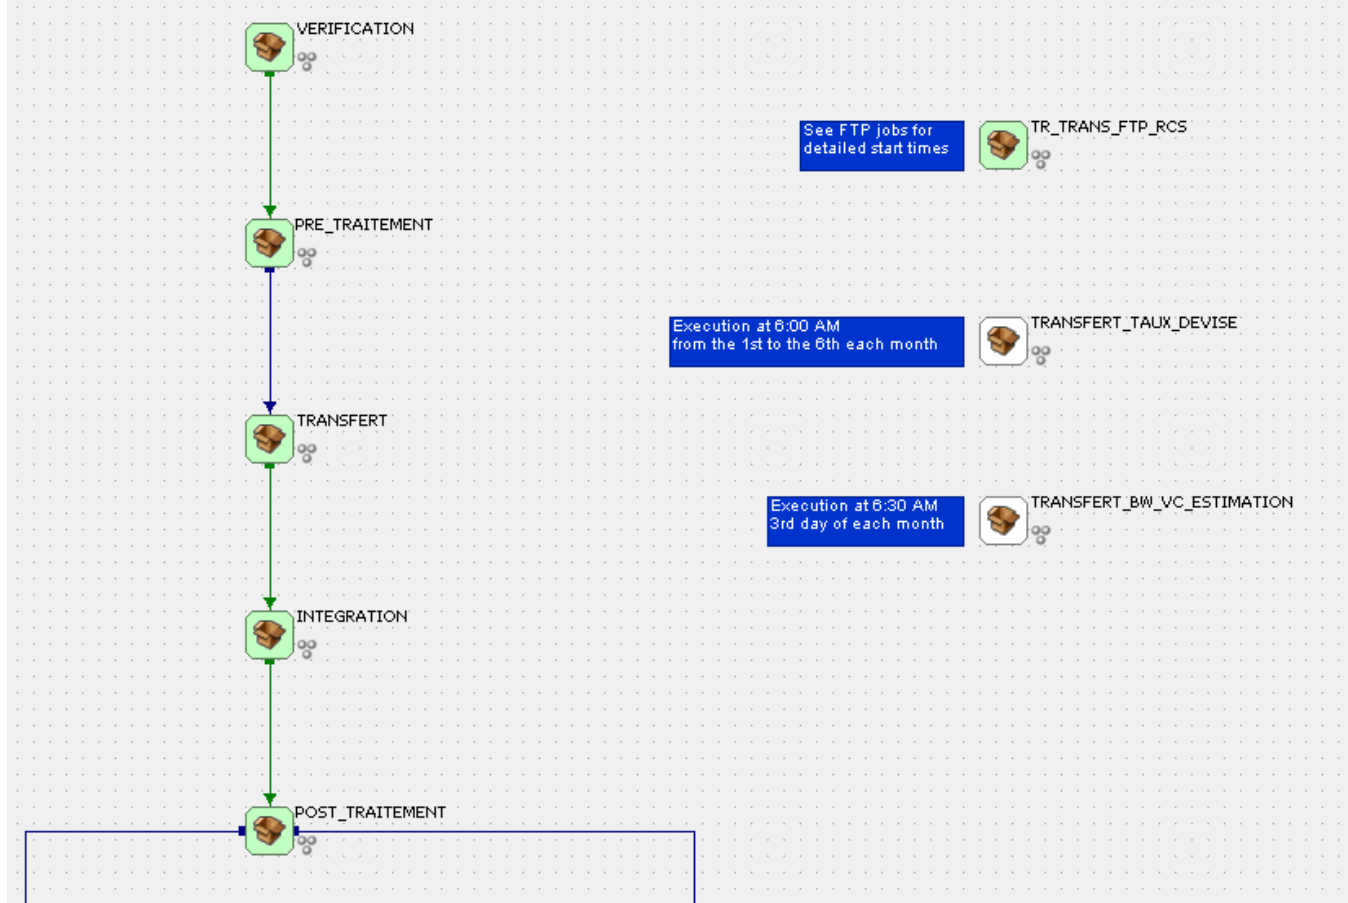 VERIFICATION
See FTP jobs for
detailed start times
TR_TRANS_FTP_RCS
PRE_TRAITEMENT
Execution at 6:00 AM
from the 1st to the 6th each month
TRANSFERT_TAUX_DEVISE
TRANSFERT
Execution at 6:30 AM
3rd day of each month
TRANSFERT_BW_VC_ESTIMATION
INTEGRATION
POST_TRAITEMENT